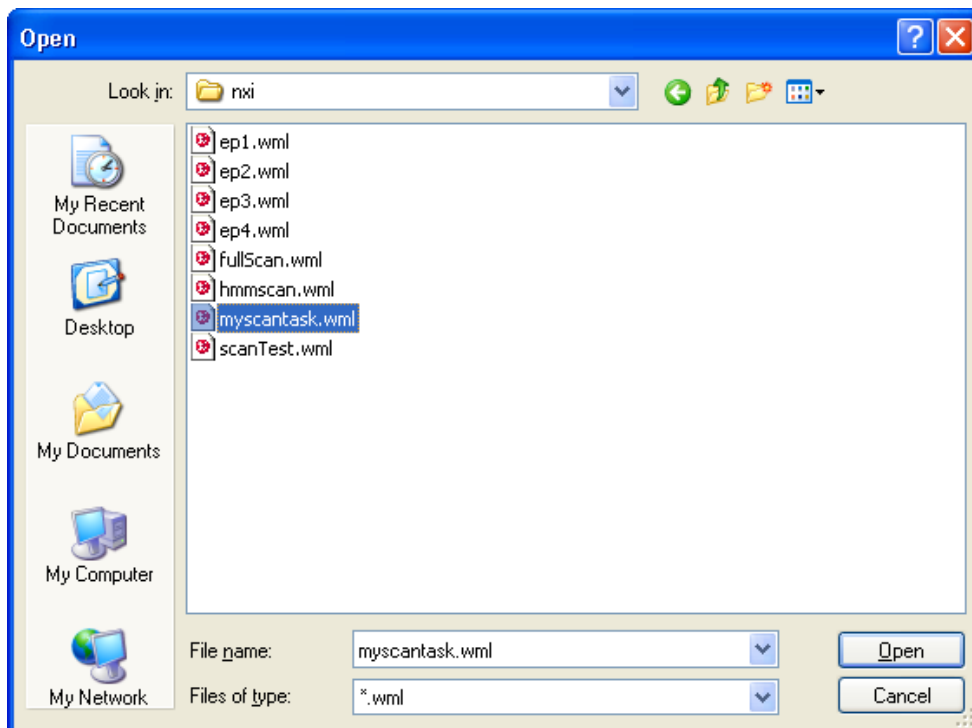 Open
Look in: nxi
My Recent
Documents
Desktop
My Documents
My Computer
My Network
ep1.wml
ep2.wml
ep3.wml
ep4.wml
fullScan.wml
hmmscan.wml
myscantask.wml
scanTest.wml
File name: myscantask.wml Open
Files of type: *.wml Cancel